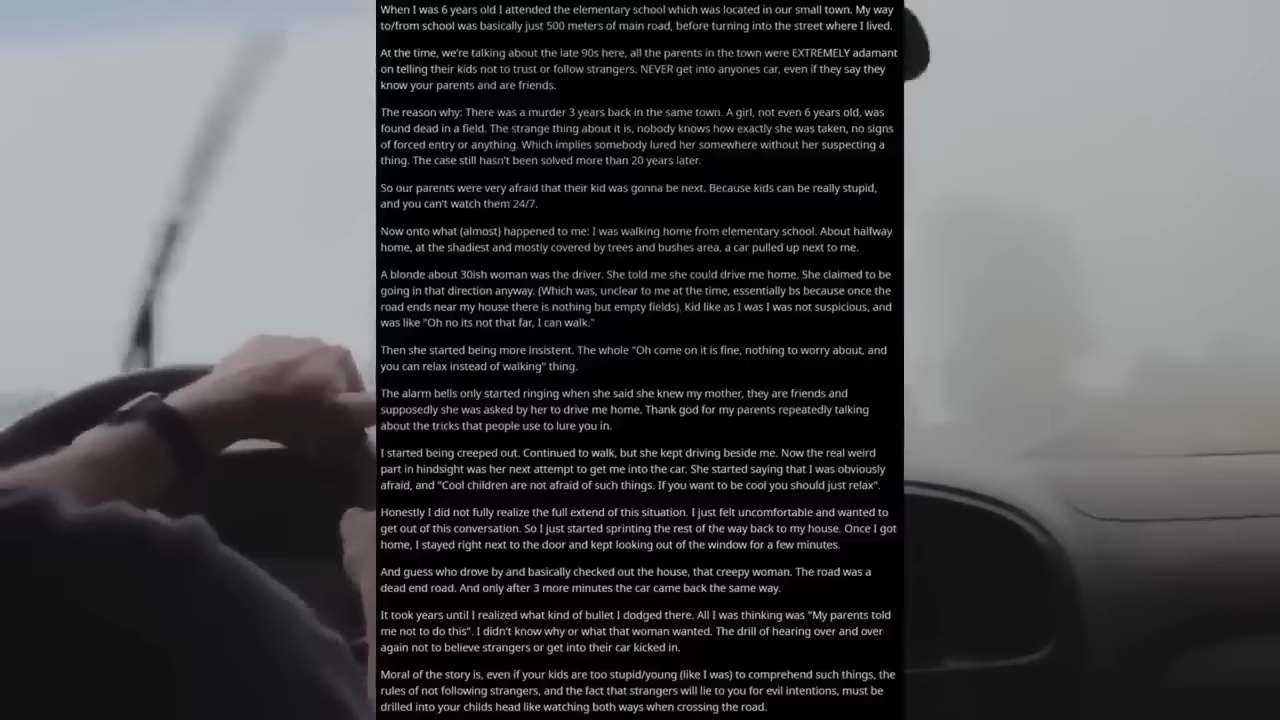 When I was 6 years old I attended the elementary school which was located in our small town. My way
to/from school was basically just 500 meters of main road, before turning into the street where I lived.
At the time, we're talking about the late 90s here, all the parents in the town were EXTREMELY adamant
on telling their kids not to trust or follow strangers. NEVER get into anyones car, even if they say they
know your parents and are friends.
The reason why: There was a murder 3 years back in the same town. A girl, not even 6 years old, was
found dead in a field. The strange thing about it is, nobody knows how exactly she was taken, no signs
of forced entry or anything. Which implies somebody lured her somewhere without her suspecting a
thing. The case still hasn't been solved more than 20 years later.
So our parents were very afraid that their kid was gonna be next. Because kids can be really stupid,
and you can't watch them 24/7.
Now onto what (almost) happened to me: I was walking home from elementary school. About halfway
home, at the shadiest and mostly covered by trees and bushes area, a car pulled up next to me.
A blonde about 30ish woman was the driver. She told me she could drive me home. She claimed to be
going in that direction anyway. (Which was, unclear to me at the time, essentially bs because once the
road ends near my house there is nothing but empty fields). Kid like as I was I was not suspicious, and
was like "Oh no its not that far, I can walk."
Then she started being more insistent. The whole "Oh come on it is fine, nothing to worry about, and
you can relax instead of walking" thing.
The alarm bells only started ringing when she said she knew my mother, they are friends and
supposedly she was asked by her to drive me home. Thank god for my parents repeatedly talking
about the tricks that people use to lure you in.
I started being creeped out. Continued to walk, but she kept driving beside me. Now the real weird
part in hindsight was her next attempt to get me into the car. She started saying that I was obviously
afraid, and "Cool children are not afraid of such things. If you want to be cool you should just relax".
Honestly I did not fully realize the full extend of this situation. I just felt uncomfortable and wanted to
get out of this conversation. So I just started sprinting the rest of the way back to my house. Once I got
home, I stayed right next to the door and kept looking out of the window for a few minutes.
And guess who drove by and basically checked out the house, that creepy woman. The road was a
dead end road. And only after 3 more minutes the car came back the same way.
It took years until I realized what kind of bullet I dodged there. All I was thinking was "My parents told
me not to do this". I didn't know why or what that woman wanted. The drill of hearing over and over
again not to believe strangers or get into their car kicked in.
Moral of the story is, even if your kids are too stupid/young (like I was) to comprehend such things, the
rules of not following strangers, and the fact that strangers will lie to you for evil intentions, must be
drilled into your childs head like watching both ways when crossing the road.